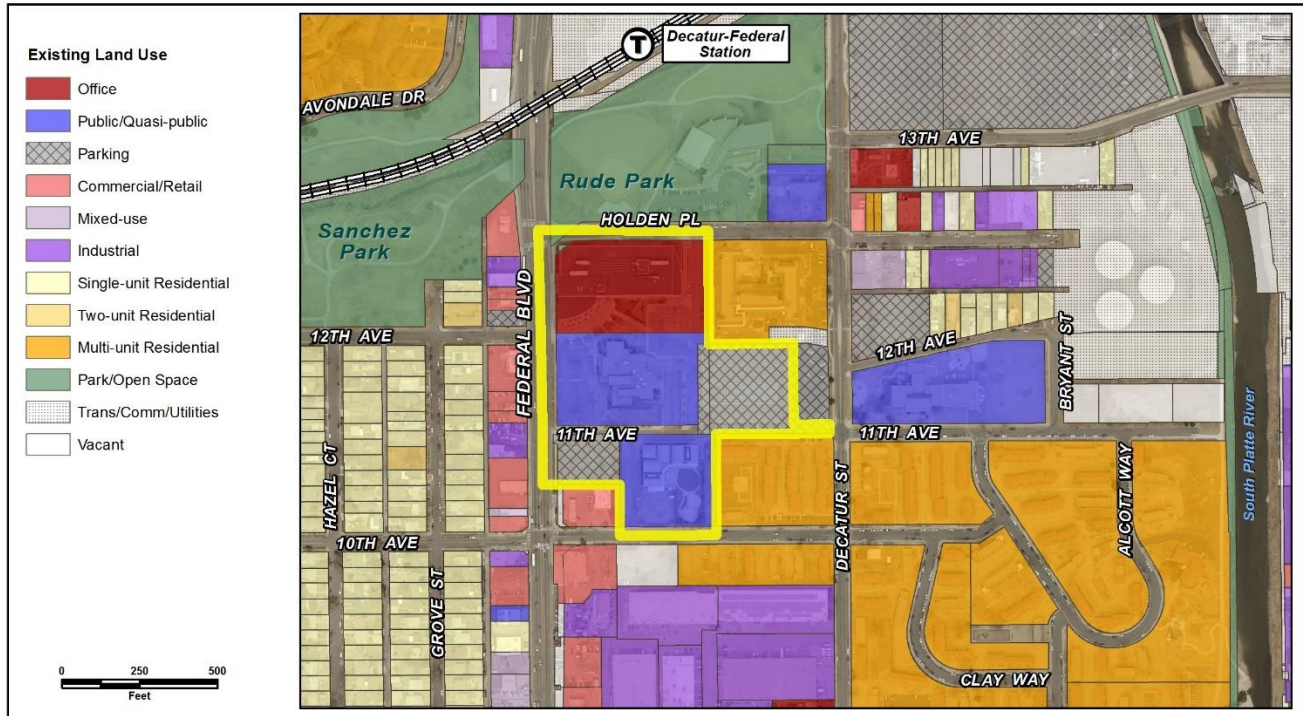 Existing Land Use
Office
Public/Quasi-public
Parking
Commercial/Retail
Mixed-use
Industrial
Single-unit Residential
Two-unit Residential
Multi-unit Residential
Park/Open Space
Trans/Comm/Utilities
Vacant
0 250 500
Feet
T
Decatur-Federal
Station
AVONDALE DR
13TH AVE
Rude Park
HOLDEN PL
Sanchez
Park
FEDERAL BLVD
12TH AVE
12TH AVE
BRYANT ST
11TH AVE
11TH AVE
HAZEL CT
GROVE ST
10TH AVE
DECATUR ST
ALCOTT WAY
CLAY WAY
South Platte River